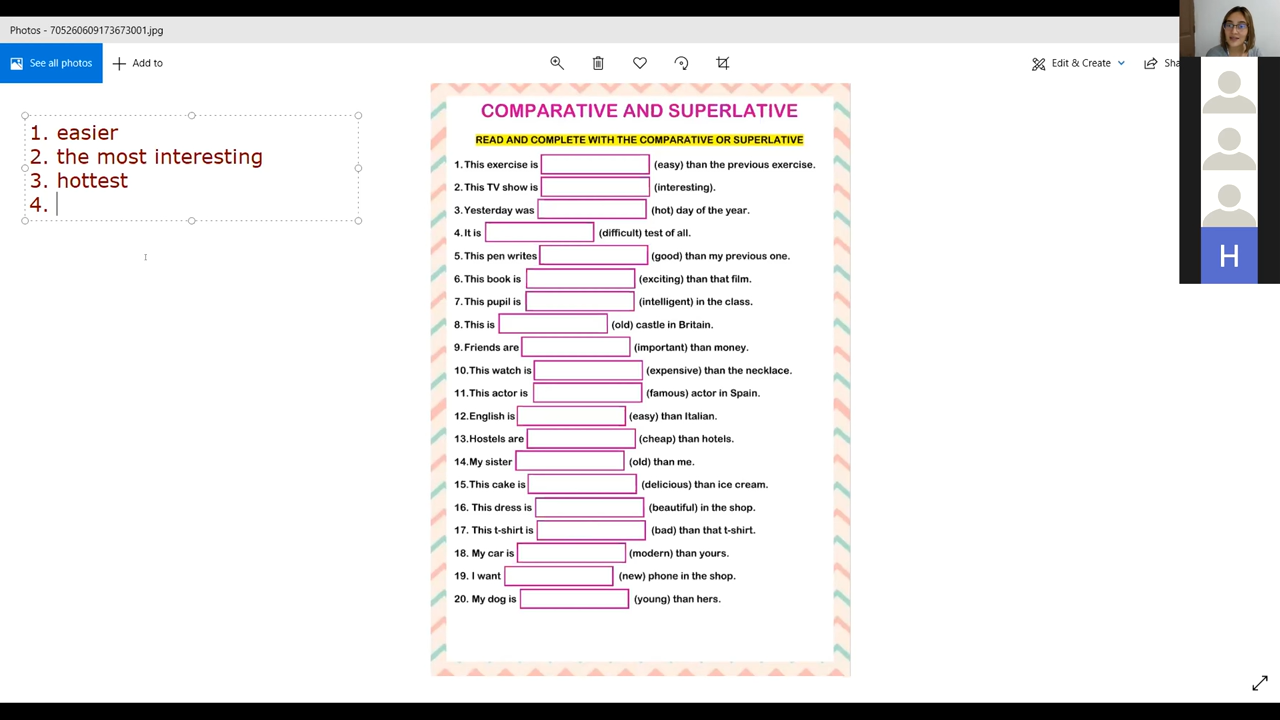 Photos - 705260609173673001.jpg
See all photos
Add to
Edit & Create
Sha
1. easier
2. the most interesting
3. hottest
4.
COMPARATIVE AND SUPERLATIVE
READ AND COMPLETE WITH THE COMPARATIVE OR SUPERLATIVE
1. This exercise is (easy) than the previous exercise.
2. This TV show is (interesting).
3. Yesterday was (hot) day of the year.
4. It is (difficult) test of all.
5. This pen writes (good) than my previous one.
6. This book is (exciting) than that film.
7. This pupil is (intelligent) in the class.
8. This is (old) castle in Britain.
9. Friends are (important) than money.
10. This watch is (expensive) than the necklace.
11. This actor is (famous) actor in Spain.
12. English is (easy) than Italian.
13. Hostels are (cheap) than hotels.
14. My sister (old) than me.
15. This cake is (delicious) than ice cream.
16. This dress is (beautiful) in the shop.
17. This t-shirt is (bad) than that t-shirt.
18. My car is (modern) than yours.
19. I want (new) phone in the shop.
20. My dog is (young) than hers.
H